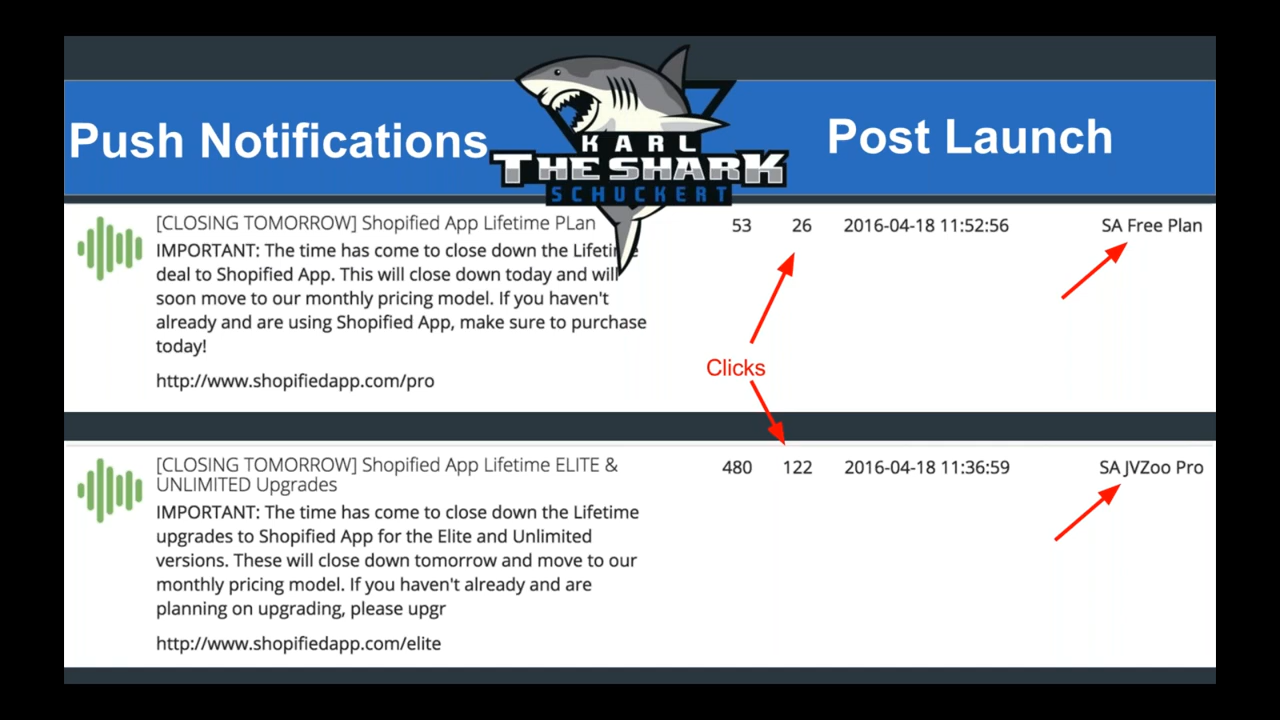 Push Notifications
KARL
THE SHARK
SCHUCKERT
Post Launch
[CLOSING TOMORROW] Shopified App Lifetime PLan
53 26 2016-04-18 11:52:56 SA Free Plan
IMPORTANT: The time has come to close down the Lifetime
deal to Shopified App. This will close down today and will
soon move to our monthly pricing model. If you haven't
already and are using Shopified App, make sure to purchase
today!
http://www.shopifiedapp.com/pro
Clicks
[CLOSING TOMORROW] Shopified App Lifetime ELITE &
UNLIMITED Upgrades
480 122 2016-04-18 11:36:59 SA JVZoo Pro
IMPORTANT: The time has come to close down the Lifetime
upgrades to Shopified App for the Elite and Unlimited
versions. These will close down tomorrow and move to our
monthly pricing model. If you haven't already and are
planning on upgrading, please upgr
http://www.shopifiedapp.com/elite